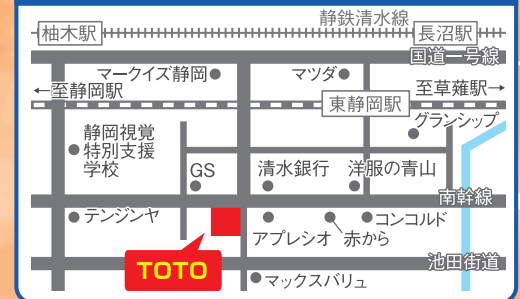 静鉄清水線
柚木駅
長沼駅
国道一号線
マークイズ静岡
マツダ
←至静岡駅
至草薙駅→
東静岡駅
グランシップ
静岡視覚
特別支援
学校
GS
清水銀行
洋服の青山
南幹線
テンジンヤ
アプレシオ
赤から
コンコルド
TOTO
池田街道
マックスバリュ